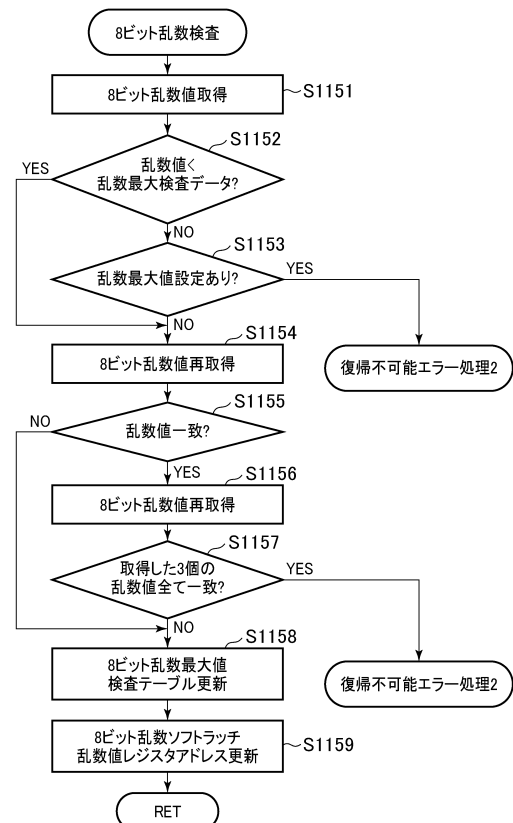 8ビット乱数検査
8ビット乱数値取得
S1151
S1152
乱数値<
乱数最大検査データ?
YES
NO
S1153
乱数最大値設定あり?
YES
NO
S1154
8ビット乱数値再取得
復帰不可能エラー処理2
S1155
乱数値一致?
NO
YES
S1156
8ビット乱数値再取得
S1157
取得した3個の
乱数値全て一致?
YES
NO
S1158
8ビット乱数最大値
検査テーブル更新
復帰不可能エラー処理2
8ビット乱数ソフトラッチ
乱数値レジスタアドレス更新
S1159
RET